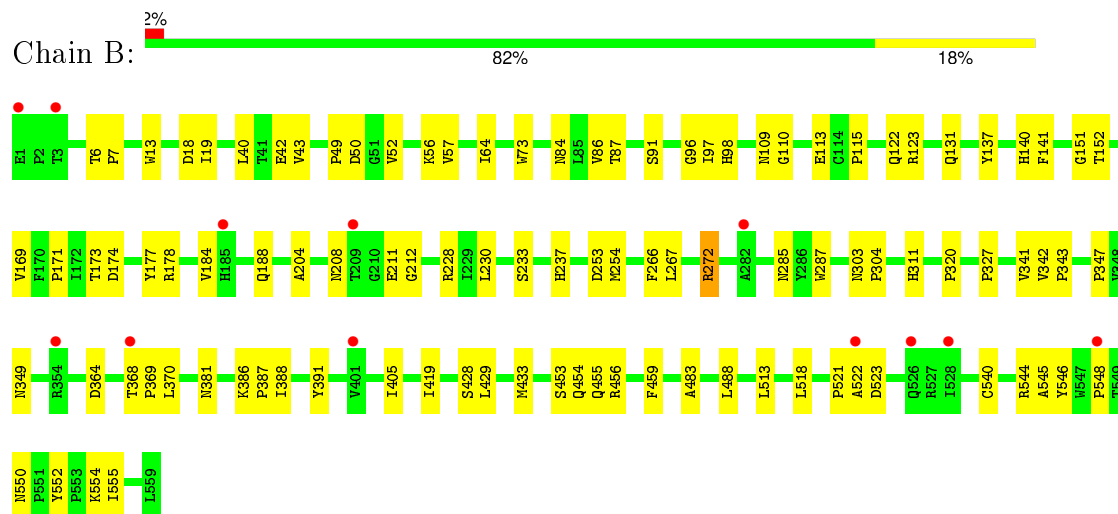 2%
Chain B:
82% 18%
E1 P2 T3 T6 P7 W13 D18 I19 L40 T41 E42 V43 P49 D50 G51 V52 K56 V57 I64 W73 N84 L85 V86 T87 S91 G96 I97 H98 N109 G110 E113 C114 P115 Q122 R123 Q131 Y137 H140 F141 G151 T152
V169 F170 P171 I172 T173 D174 Y177 R178 V184 H185 Q188 A204 N208 T209 G210 E211 G212 R228 I229 L230 S233 H237 D253 M254 F266 L267 R272 A282 N285 Y286 W287 N303 P304 H311 P320 P327 V341 V342 P343 P347 V348
N349 R354 D364 T368 P369 L370 N381 K386 P387 I388 Y391 V401 I405 I419 S428 L429 M433 S453 Q454 Q455 R456 F459 A483 L488 L513 L518 P521 A522 D523 Q526 R527 I528 C540 R544 A545 Y546 W547 P548 T549
N550 P551 Y552 P553 K554 I555 L559